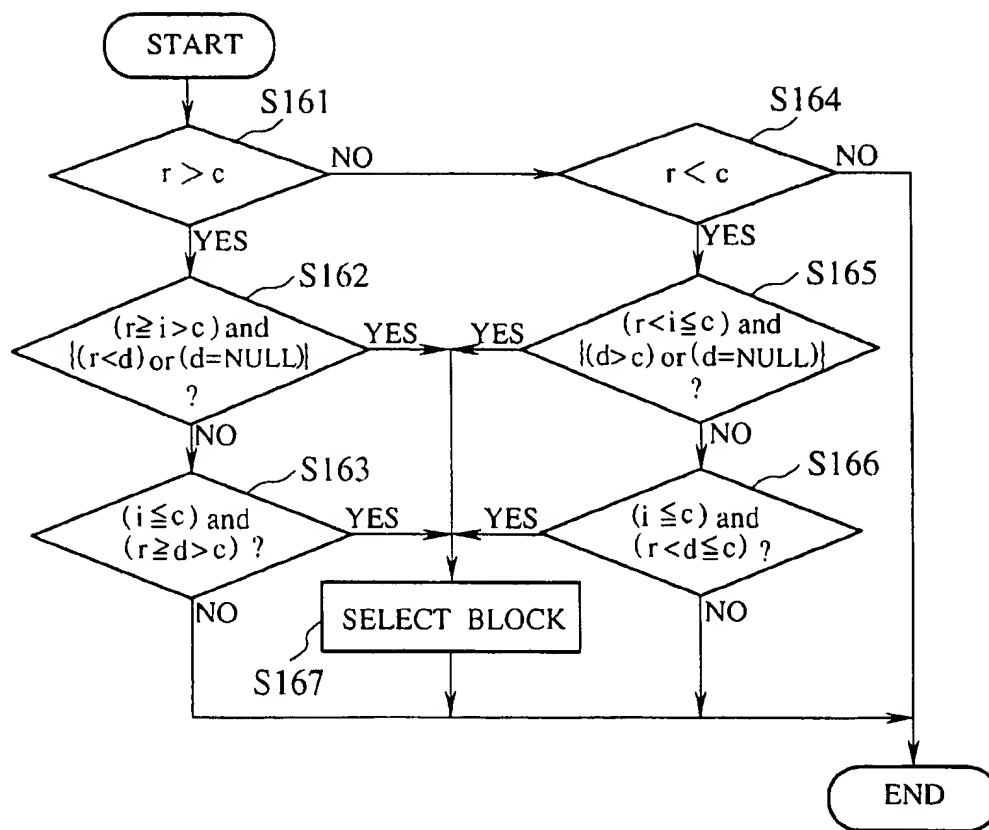 START
S161
r > c
NO
YES
S164
r < c
NO
YES
S162
(r≧i>c) and
{(r<d) or (d=NULL)}
?
YES
NO
S165
(r<i≦c) and
{(d>c) or (d=NULL)}
?
YES
NO
S163
(i≦c) and
(r≧d>c) ?
YES
NO
S166
(i≦c) and
(r<d≦c) ?
YES
NO
SELECT BLOCK
S167
END